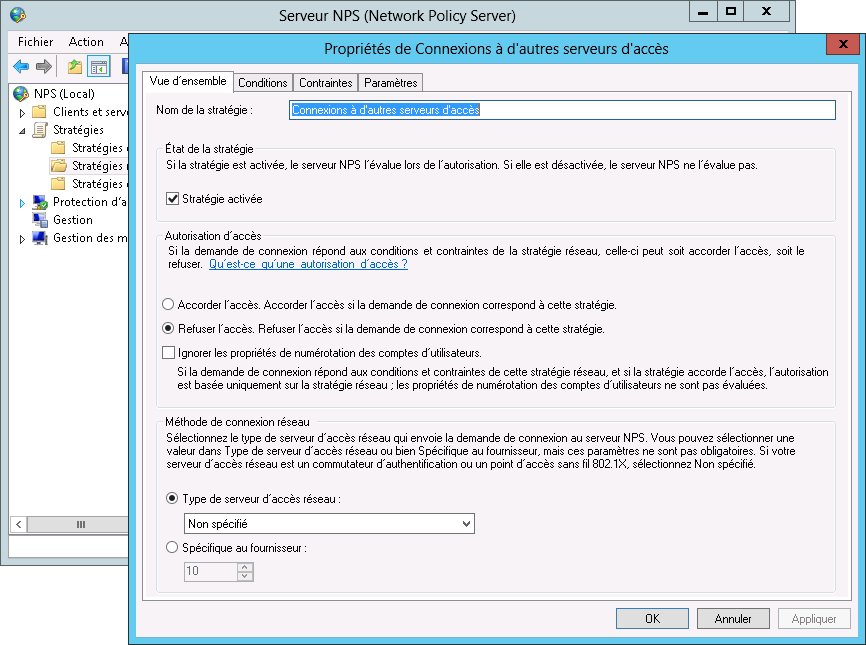 Serveur NPS (Network Policy Server)
Fichier Action A
NPS (Local)
Clients et serv
Stratégies
Stratégies
Stratégies
Stratégies
Protection d'a
Gestion
Gestion des m
Propriétés de Connexions à d'autres serveurs d'accès
Vue d'ensemble Conditions Contraintes Paramètres
Nom de la stratégie : Connexions à d'autres serveurs d'accès
État de la stratégie
Si la stratégie est activée, le serveur NPS l'évalue lors de l'autorisation. Si elle est désactivée, le serveur NPS ne l'évalue pas.
Stratégie activée
Autorisation d'accès
Si la demande de connexion répond aux conditions et contraintes de la stratégie réseau, celle-ci peut soit accorder l'accès, soit le
refuser. Qu'est-ce qu'une autorisation d'accès ?
Accorder l'accès. Accorder l'accès si la demande de connexion correspond à cette stratégie.
Refuser l'accès. Refuser l'accès si la demande de connexion correspond à cette stratégie.
Ignorer les propriétés de numérotation des comptes d'utilisateurs.
Si la demande de connexion répond aux conditions et contraintes de cette stratégie réseau, et si la stratégie accorde l'accès, l'autorisation
est basée uniquement sur la stratégie réseau ; les propriétés de numérotation des comptes d'utilisateurs ne sont pas évaluées.
Méthode de connexion réseau
Sélectionnez le type de serveur d'accès réseau qui envoie la demande de connexion au serveur NPS. Vous pouvez sélectionner une
valeur dans Type de serveur d'accès réseau ou bien Spécifique au fournisseur, mais ces paramètres ne sont pas obligatoires. Si votre
serveur d'accès réseau est un commutateur d'authentification ou un point d'accès sans fil 802.1X, sélectionnez Non spécifié.
Type de serveur d'accès réseau :
Non spécifié
Spécifique au fournisseur :
10
OK Annuler Appliquer